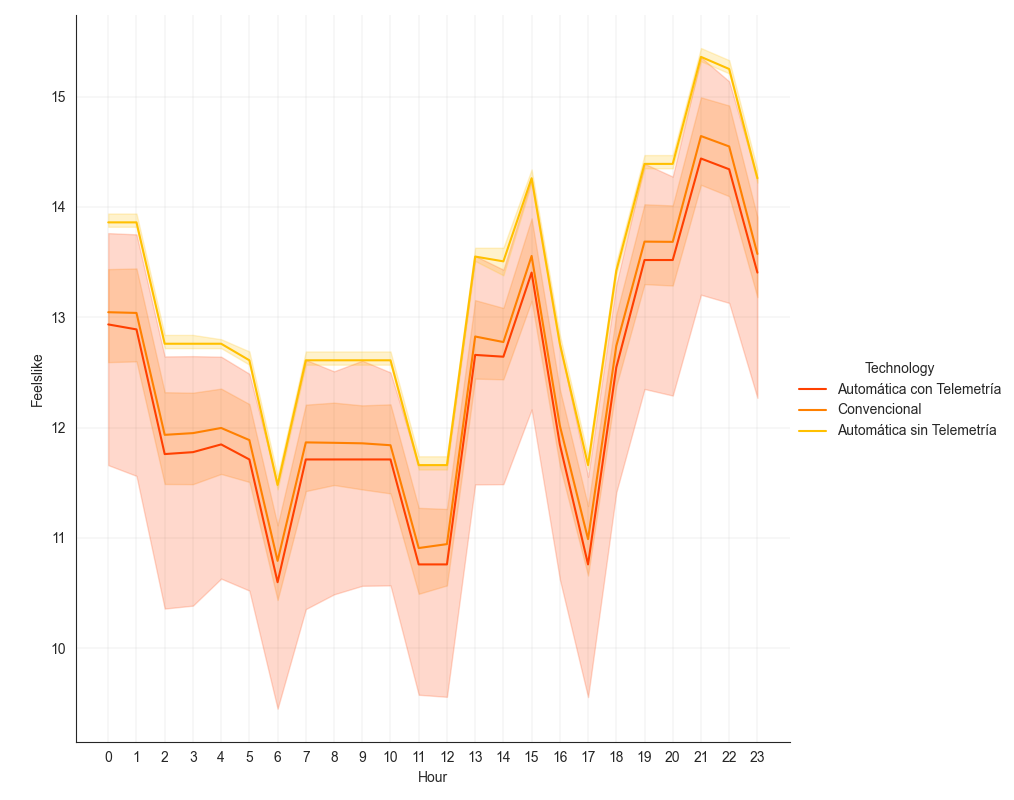 15
14
13
12
11
10
Feelslike
0 1 2 3 4 5 6 7 8 9 10 11 12 13 14 15 16 17 18 19 20 21 22 23
Hour
Technology
Automática con Telemetría
Convencional
Automática sin Telemetría